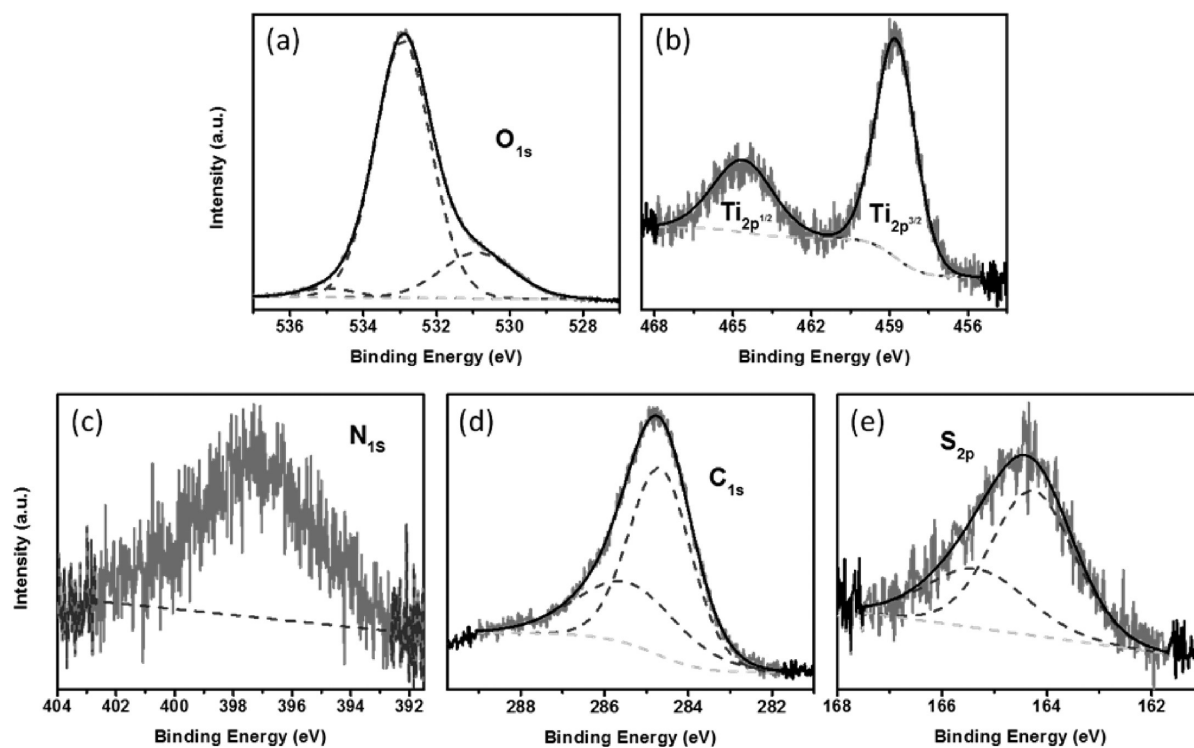 (a)
O1s
Intensity (a.u.)
536 534 532 530 528
Binding Energy (eV)
(b)
Ti2p1/2 Ti2p3/2
468 465 462 459 456
Binding Energy (eV)
(c)
N1S
Intensity (a.u.)
404 402 400 398 396 394 392
Binding Energy (eV)
(d)
C1s
288 286 284 282
Binding Energy (eV)
(e)
S2p
168 166 164 162
Binding Energy (eV)